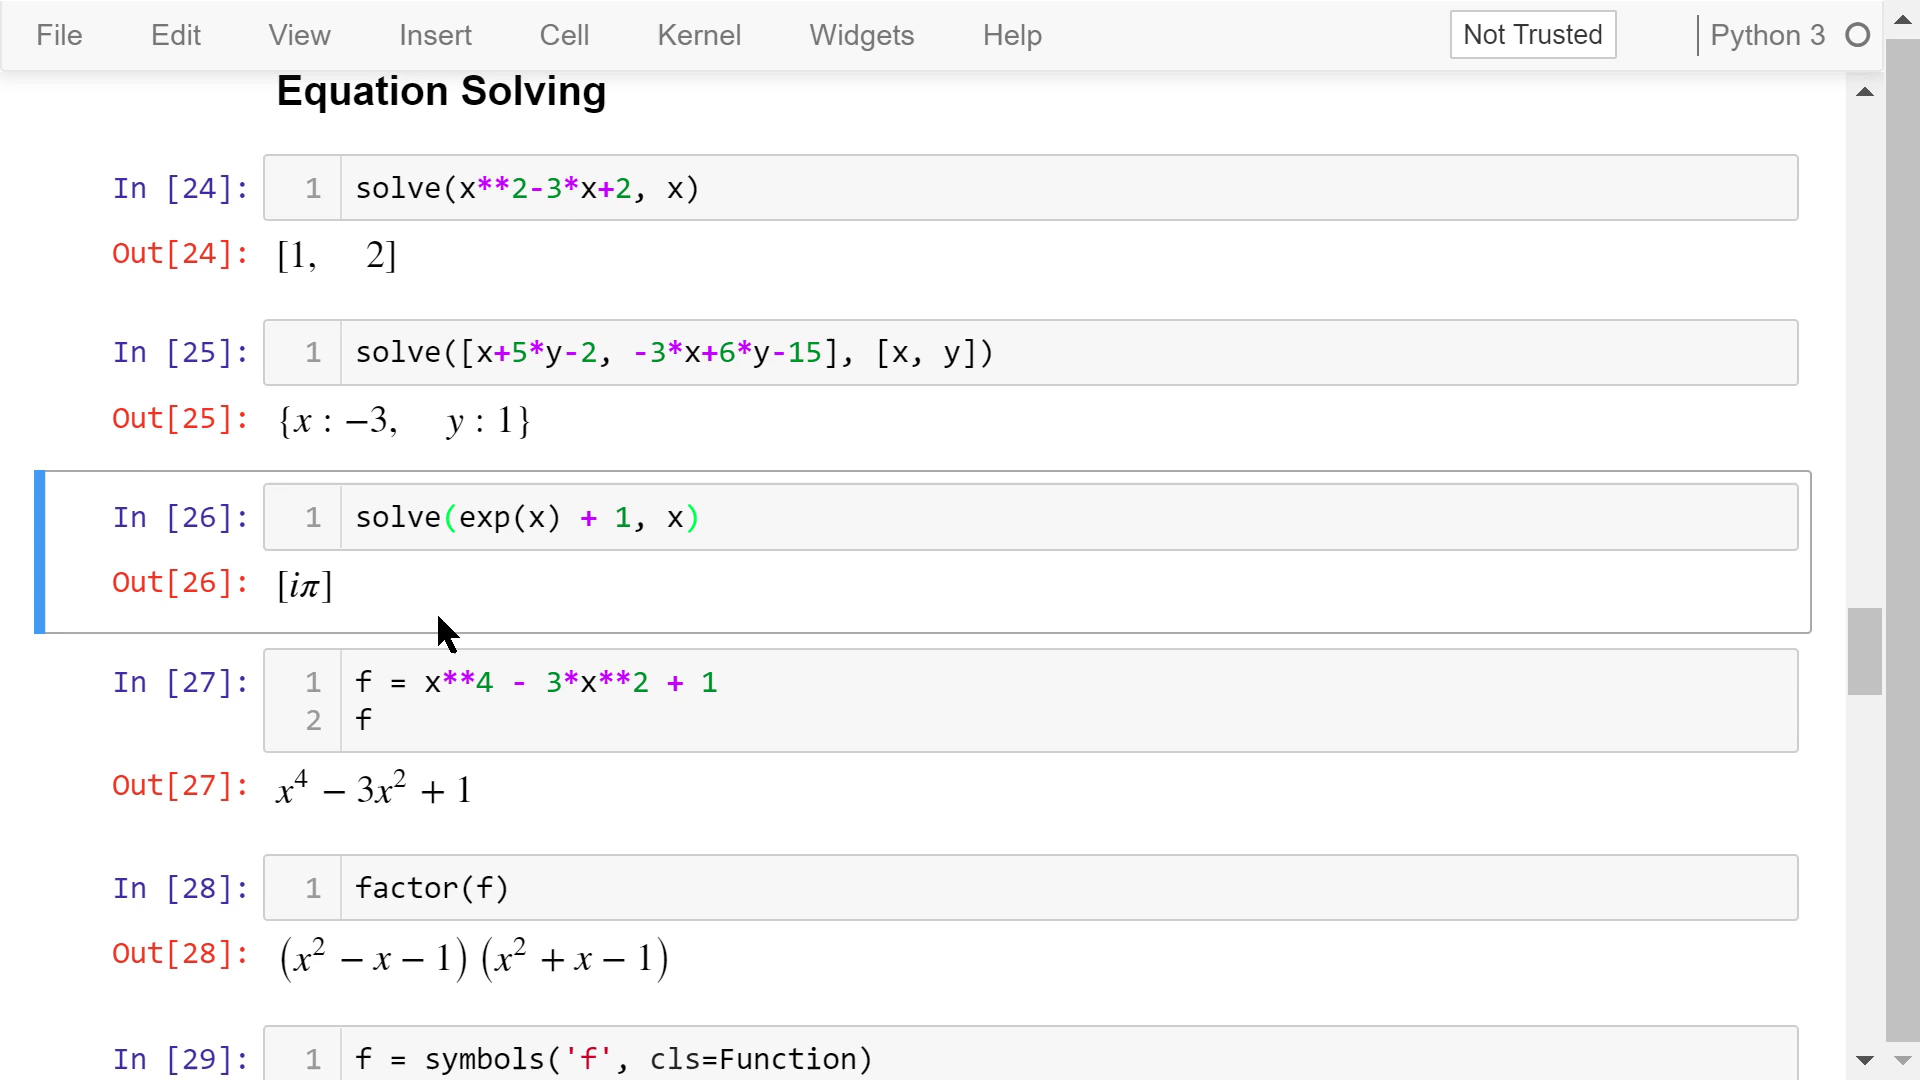 File Edit View Insert Cell Kernel Widgets Help Not Trusted Python 3
Equation Solving
In [24]: 1 solve(x**2-3*x+2, x)
Out[24]: [1, 2]
In [25]: 1 solve([x+5*y-2, -3*x+6*y-15], [x, y])
Out[25]: {x : −3, y : 1}
In [26]: 1 solve(exp(x) + 1, x)
Out[26]: [iπ]
In [27]: 1 f = x**4 - 3*x**2 + 1
2 f
Out[27]: x⁴ − 3x² + 1
In [28]: 1 factor(f)
Out[28]: (x² − x − 1) (x² + x − 1)
In [29]: 1 f = symbols('f', cls=Function)